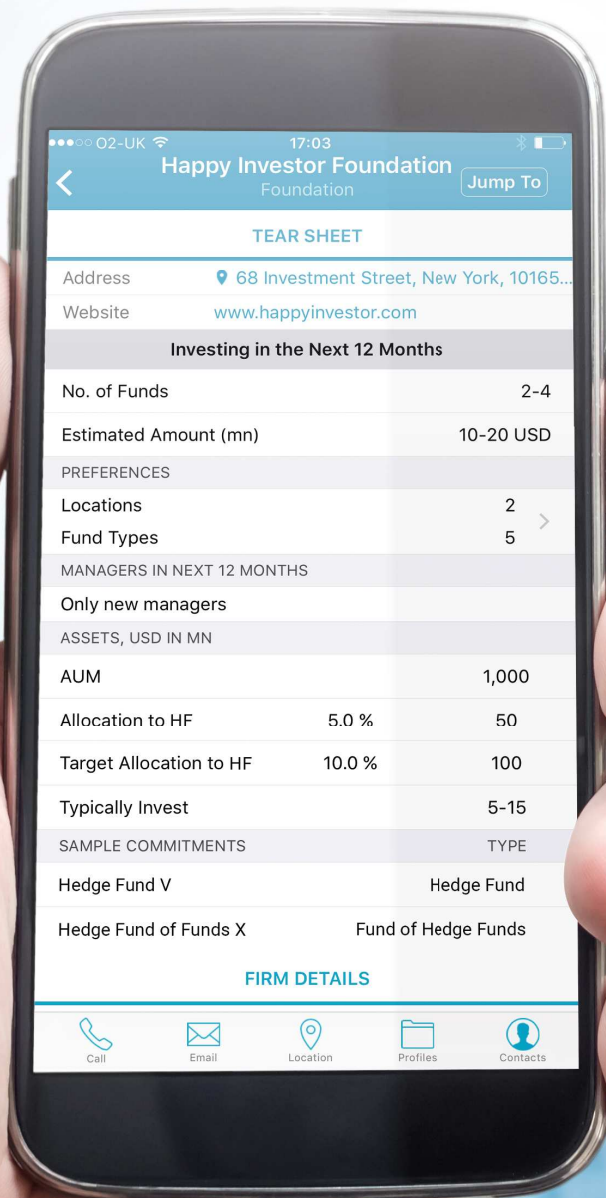 O2-UK 17:03
Happy Investor Foundation
Foundation
Jump To
TEAR SHEET
Address 68 Investment Street, New York, 10165...
Website www.happyinvestor.com
Investing in the Next 12 Months
No. of Funds 2-4
Estimated Amount (mn) 10-20 USD
PREFERENCES
Locations 2
Fund Types 5
MANAGERS IN NEXT 12 MONTHS
Only new managers
ASSETS, USD IN MN
AUM 1,000
Allocation to HF 5.0 % 50
Target Allocation to HF 10.0 % 100
Typically Invest 5-15
SAMPLE COMMITMENTS TYPE
Hedge Fund V Hedge Fund
Hedge Fund of Funds X Fund of Hedge Funds
FIRM DETAILS
Call Email Location Profiles Contacts